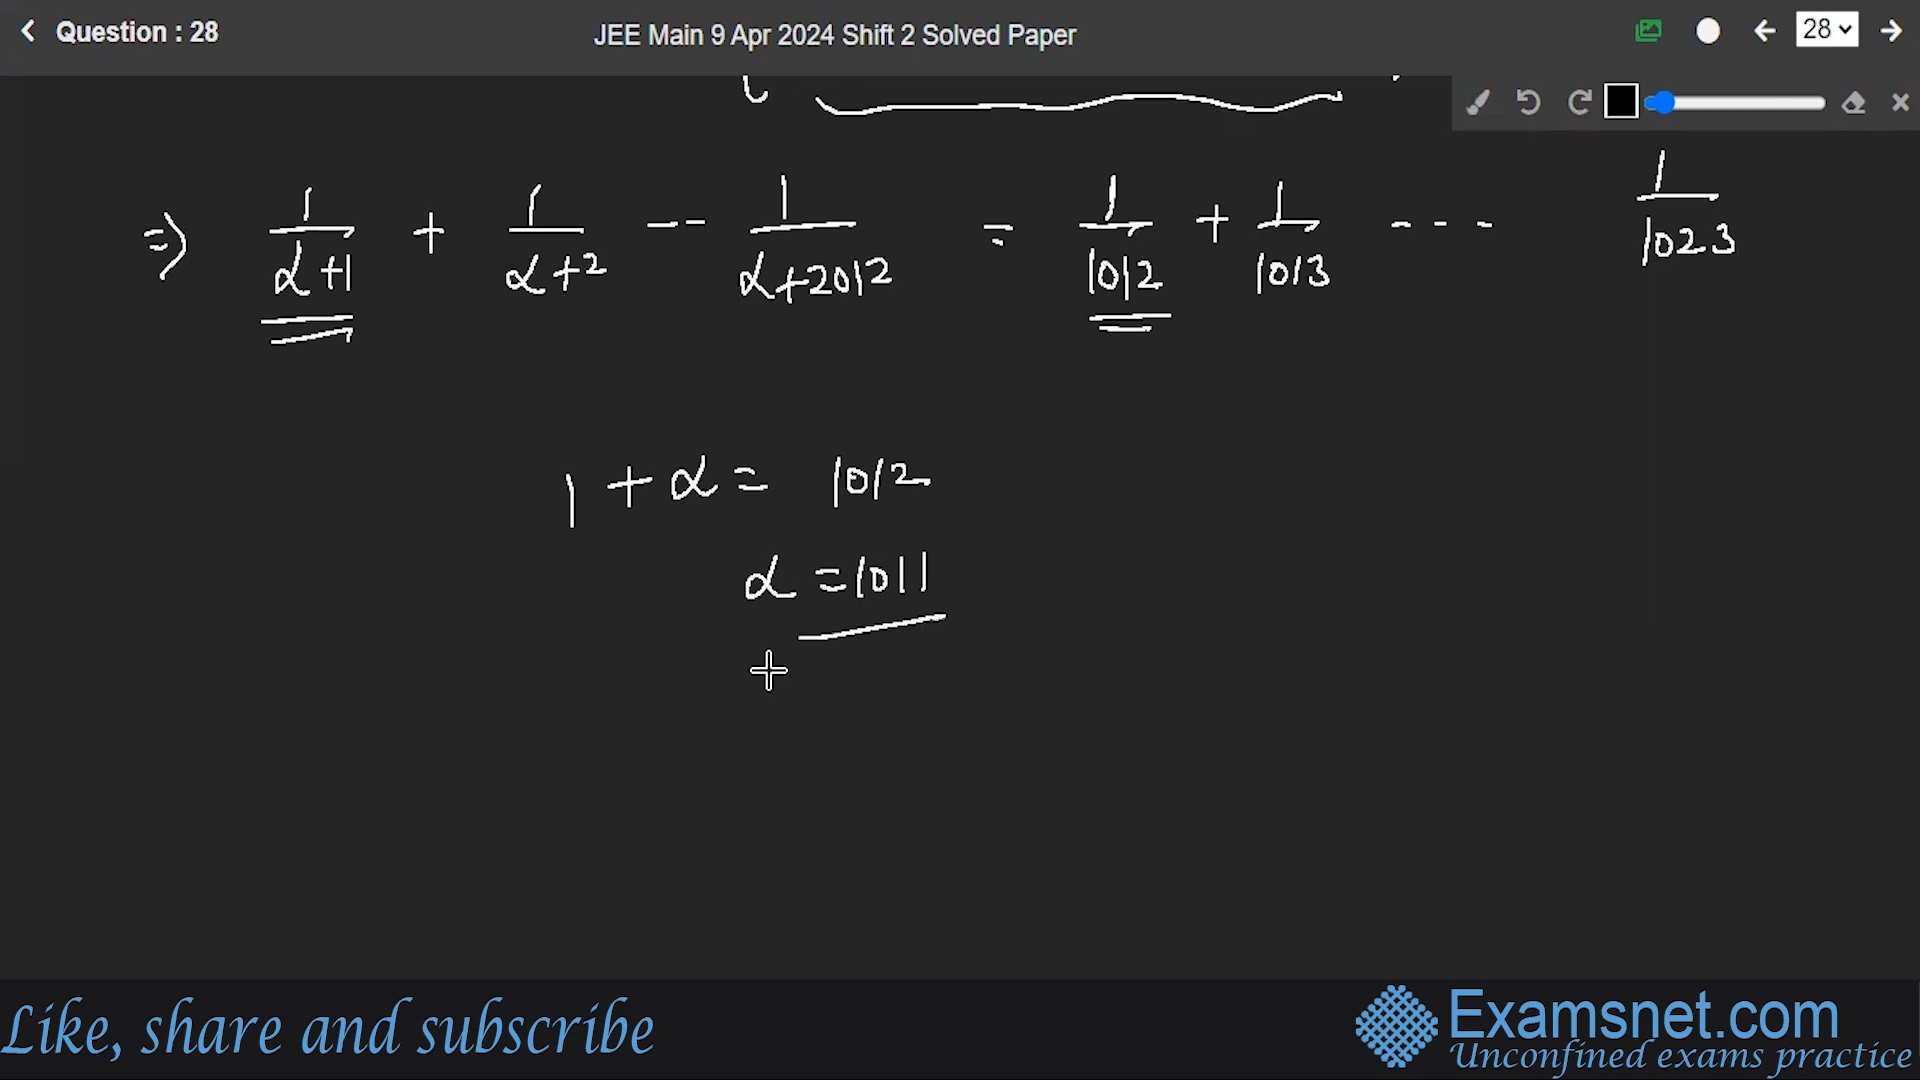 Question : 28
JEE Main 9 Apr 2024 Shift 2 Solved Paper
28
⇒ 1/(α+1) + 1/(α+2) -- 1/(α+2012) = 1/1012 + 1/1013 --- 1/1023
1 + α = 1012
α = 1011
Like, share and subscribe
Examsnet.com
Unconfined exams practice